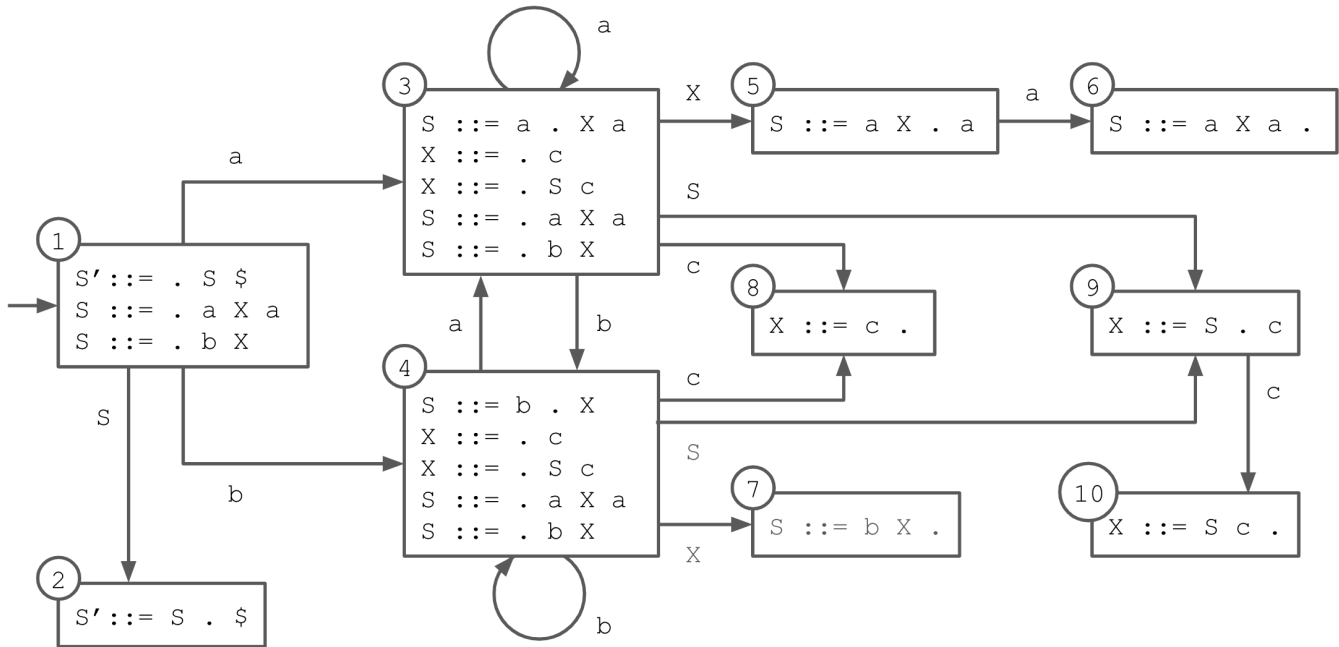 a
3
S ::= a . X a
X ::= . c
X ::= . S c
S ::= . a X a
S ::= . b X
X
5
S ::= a X . a
a
6
S ::= a X a .
a
S
c
1
S′::= . S $
S ::= . a X a
S ::= . b X
8
X ::= c .
9
X ::= S . c
a
b
4
S ::= b . X
X ::= . c
X ::= . S c
S ::= . a X a
S ::= . b X
c
S
c
S
b
7
S ::= b X .
X
10
X ::= S c .
2
S′::= S . $
b